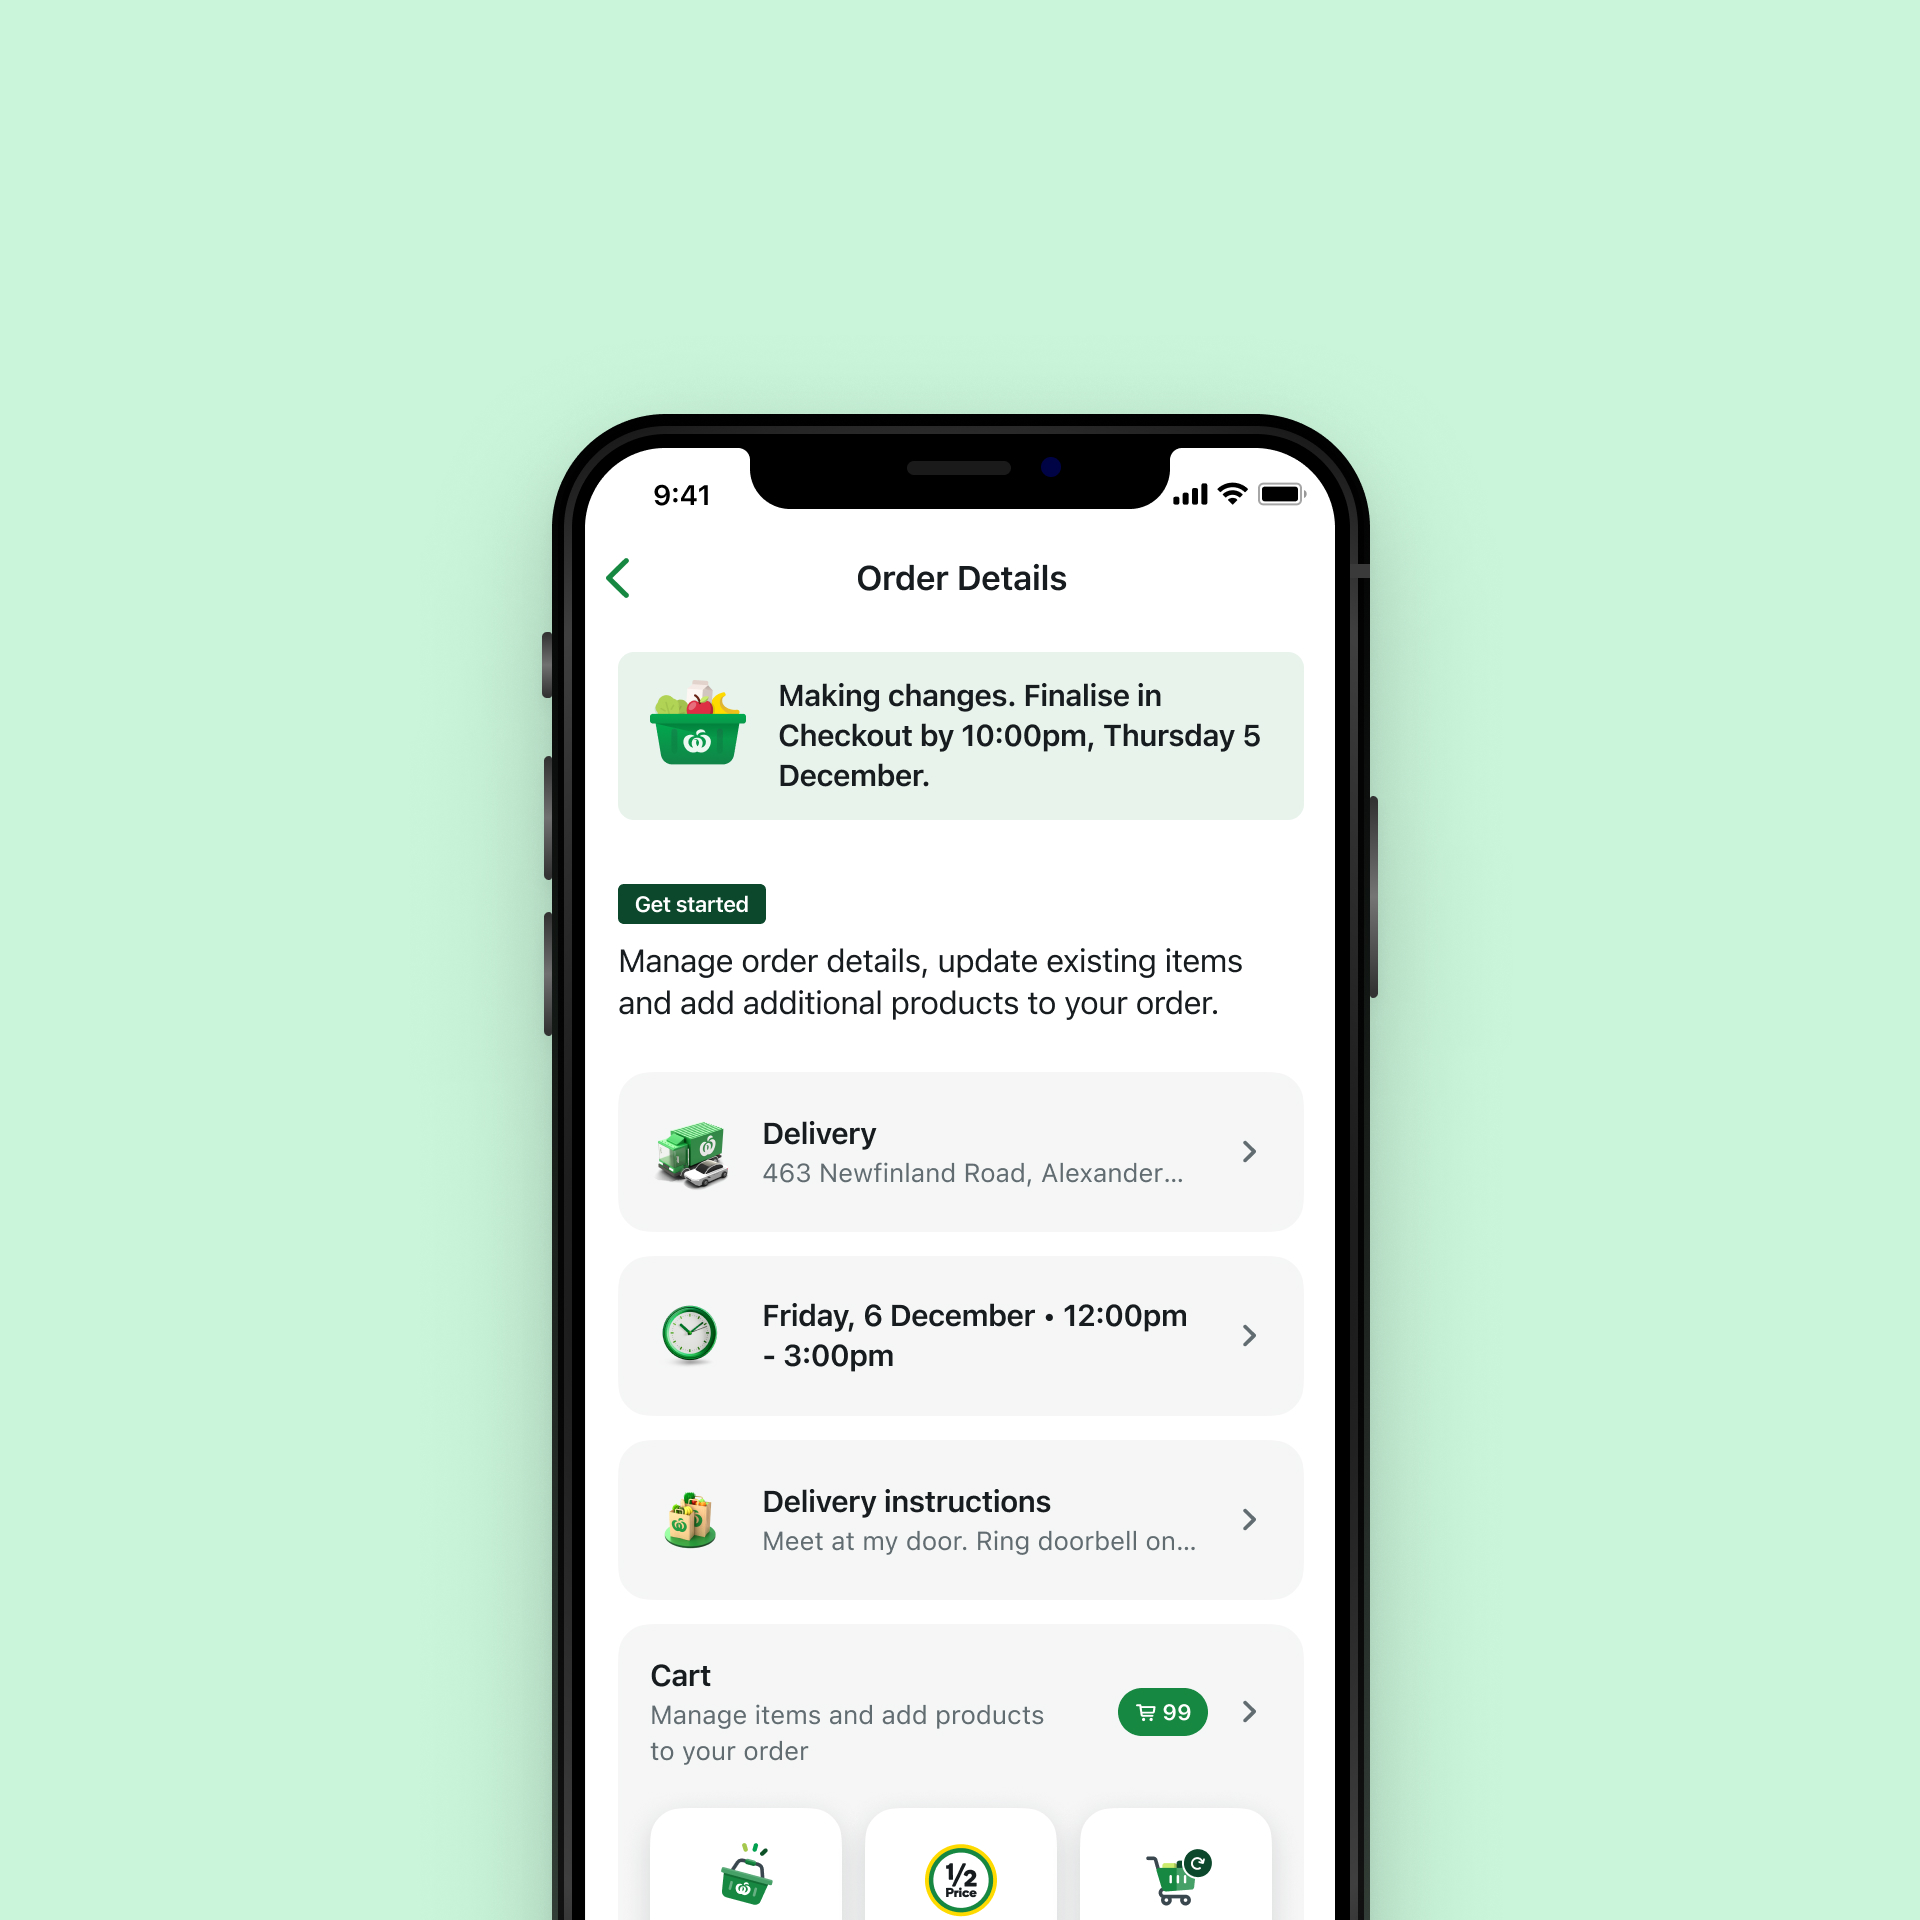 9:41
Order Details
Making changes. Finalise in
Checkout by 10:00pm, Thursday 5
December.
Get started
Manage order details, update existing items
and add additional products to your order.
Delivery
463 Newfinland Road, Alexander...
Friday, 6 December • 12:00pm
- 3:00pm
Delivery instructions
Meet at my door. Ring doorbell on...
Cart
Manage items and add products
to your order
99
1/2
Price